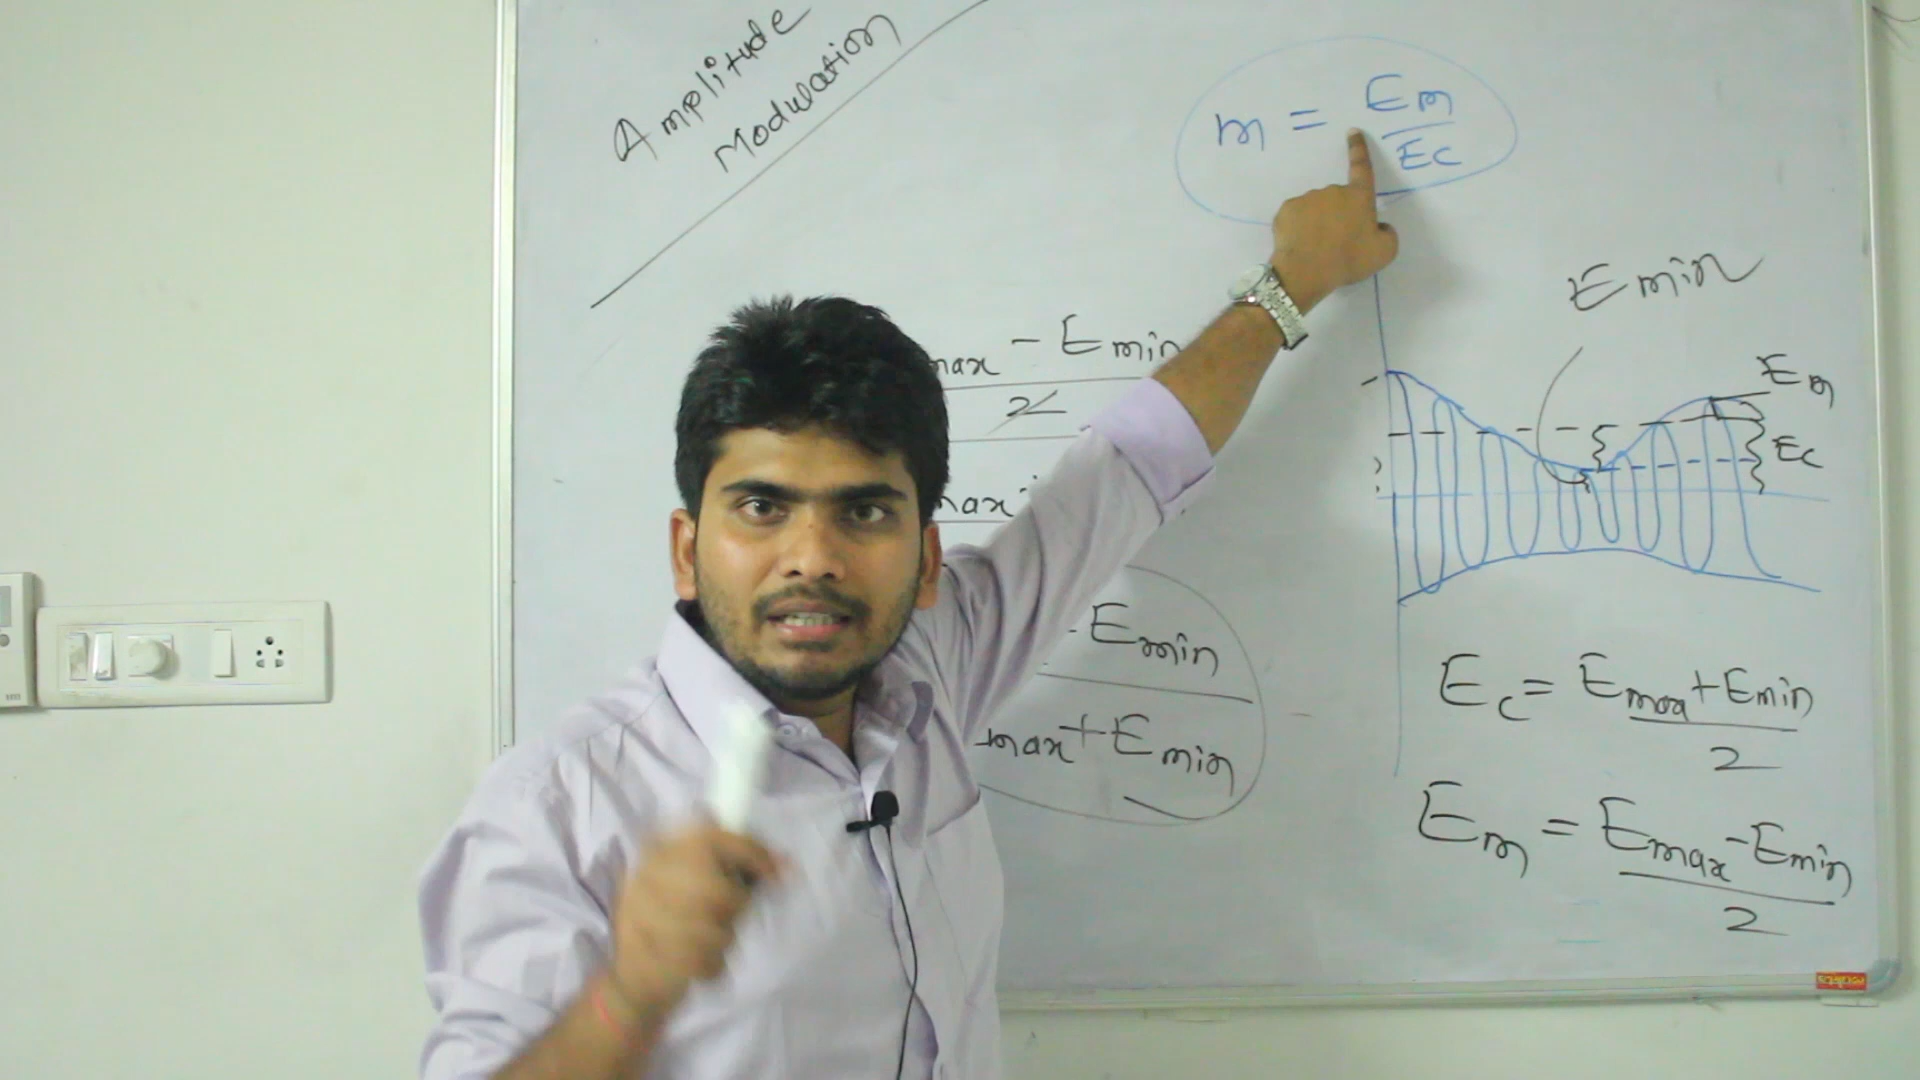 Amplitude
Modulation
m = Em
Ec
Emin
max - Emin
2
max
Em
Ec
- Emin
max + Emin
Ec = Emax + Emin
2
Em = Emax - Emin
2